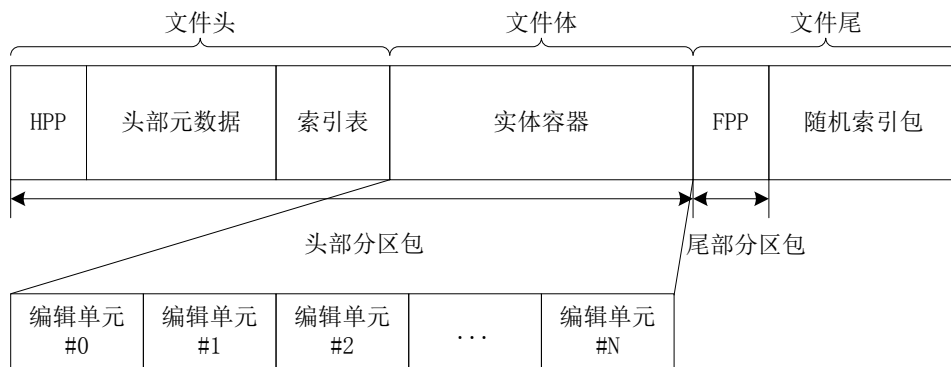 文件头
文件体
文件尾
HPP
头部元数据
索引表
实体容器
FPP
随机索引包
头部分区包
尾部分区包
编辑单元
#0
编辑单元
#1
编辑单元
#2
...
编辑单元
#N